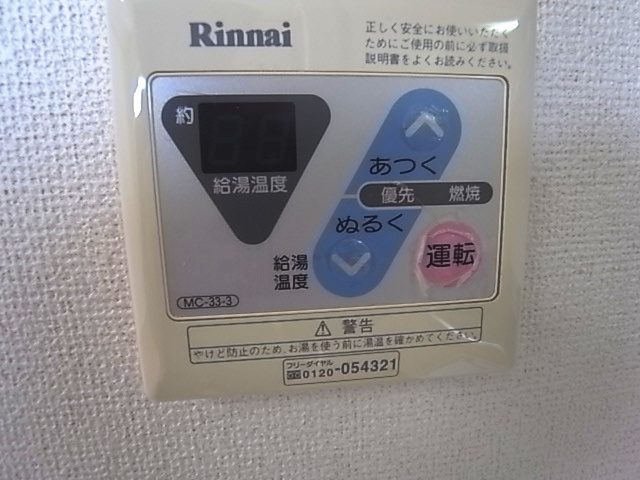 Rinnai
正しく安全にお使いいただく
ためにご使用の前に必ず取扱
説明書をよくお読みください。
約
給湯温度
あつく
優先 燃焼
ぬるく
給湯
温度
運転
MC-33-3
⚠ 警告
やけど防止のため、お湯を使う前に湯温を確かめてください。
フリーダイヤル
0120-054321